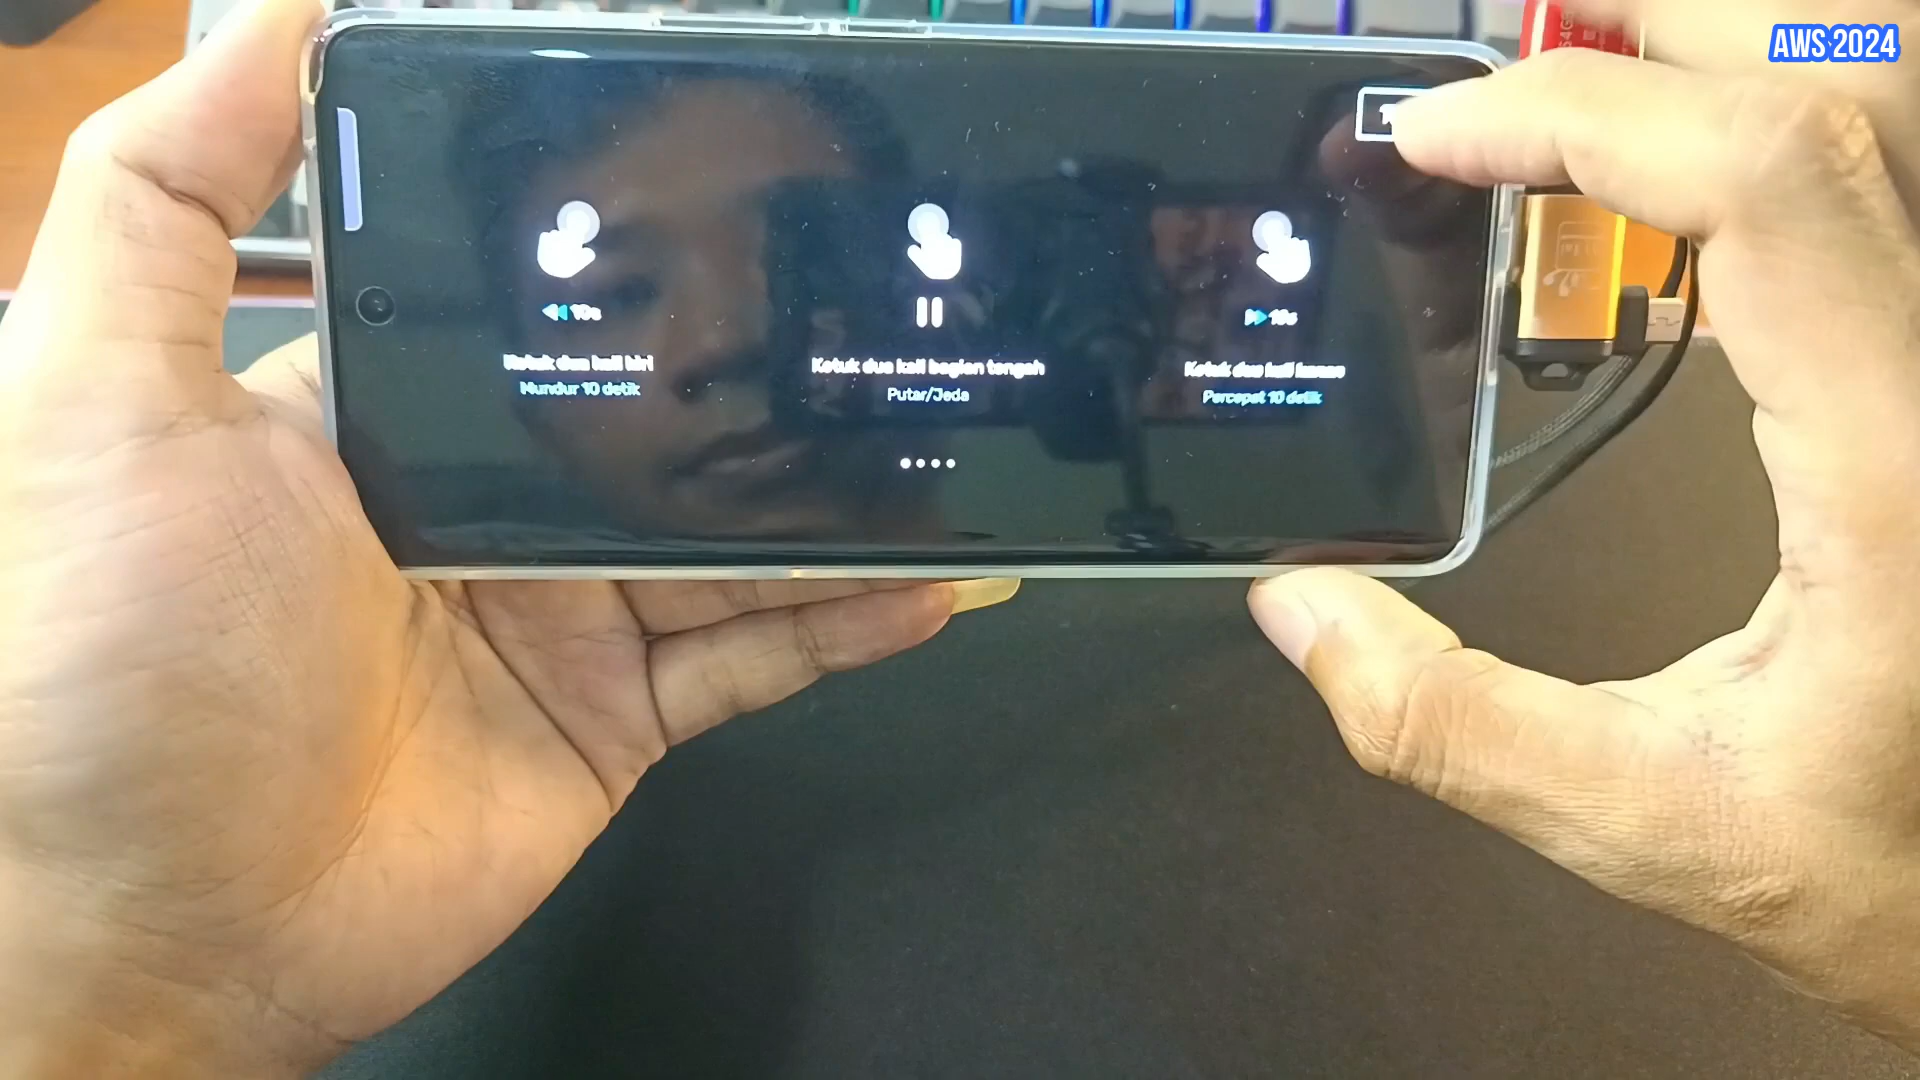 AWS 2024
64G
10s
10s
Ketuk dua kali kiri
Mundur 10 detik
Ketuk dua kali bagian tengah
Putar/Jeda
Ketuk dua kali kanan
Percepat 10 detik